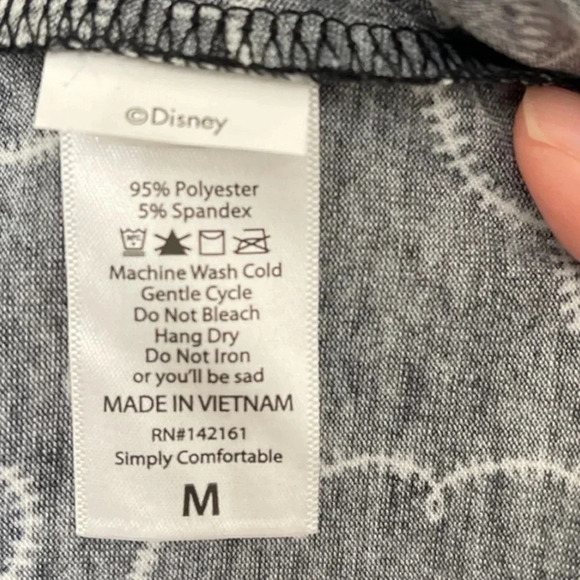 ©Disney
95% Polyester
5% Spandex
Machine Wash Cold
Gentle Cycle
Do Not Bleach
Hang Dry
Do Not Iron
or you'll be sad
MADE IN VIETNAM
RN#142161
Simply Comfortable
M